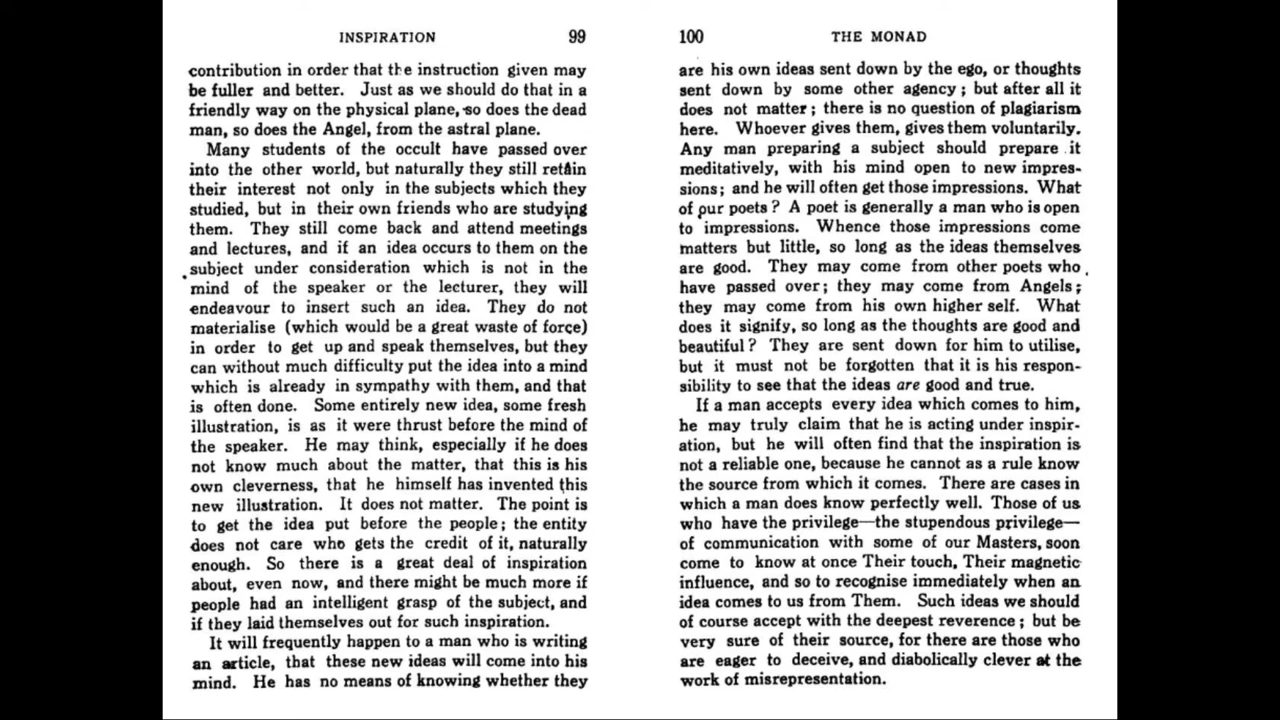 INSPIRATION 99
contribution in order that the instruction given may
be fuller and better. Just as we should do that in a
friendly way on the physical plane, so does the dead
man, so does the Angel, from the astral plane.
Many students of the occult have passed over
into the other world, but naturally they still retain
their interest not only in the subjects which they
studied, but in their own friends who are studying
them. They still come back and attend meetings
and lectures, and if an idea occurs to them on the
subject under consideration which is not in the
mind of the speaker or the lecturer, they will
endeavour to insert such an idea. They do not
materialise (which would be a great waste of force)
in order to get up and speak themselves, but they
can without much difficulty put the idea into a mind
which is already in sympathy with them, and that
is often done. Some entirely new idea, some fresh
illustration, is as it were thrust before the mind of
the speaker. He may think, especially if he does
not know much about the matter, that this is his
own cleverness, that he himself has invented this
new illustration. It does not matter. The point is
to get the idea put before the people; the entity
does not care who gets the credit of it, naturally
enough. So there is a great deal of inspiration
about, even now, and there might be much more if
people had an intelligent grasp of the subject, and
if they laid themselves out for such inspiration.
It will frequently happen to a man who is writing
an article, that these new ideas will come into his
mind. He has no means of knowing whether they
100 THE MONAD
are his own ideas sent down by the ego, or thoughts
sent down by some other agency; but after all it
does not matter; there is no question of plagiarism
here. Whoever gives them, gives them voluntarily.
Any man preparing a subject should prepare it
meditatively, with his mind open to new impres-
sions; and he will often get those impressions. What
of our poets? A poet is generally a man who is open
to impressions. Whence those impressions come
matters but little, so long as the ideas themselves
are good. They may come from other poets who
have passed over; they may come from Angels;
they may come from his own higher self. What
does it signify, so long as the thoughts are good and
beautiful? They are sent down for him to utilise,
but it must not be forgotten that it is his respon-
sibility to see that the ideas are good and true.
If a man accepts every idea which comes to him,
he may truly claim that he is acting under inspir-
ation, but he will often find that the inspiration is
not a reliable one, because he cannot as a rule know
the source from which it comes. There are cases in
which a man does know perfectly well. Those of us
who have the privilege—the stupendous privilege—
of communication with some of our Masters, soon
come to know at once Their touch, Their magnetic
influence, and so to recognise immediately when an
idea comes to us from Them. Such ideas we should
of course accept with the deepest reverence; but be
very sure of their source, for there are those who
are eager to deceive, and diabolically clever at the
work of misrepresentation.